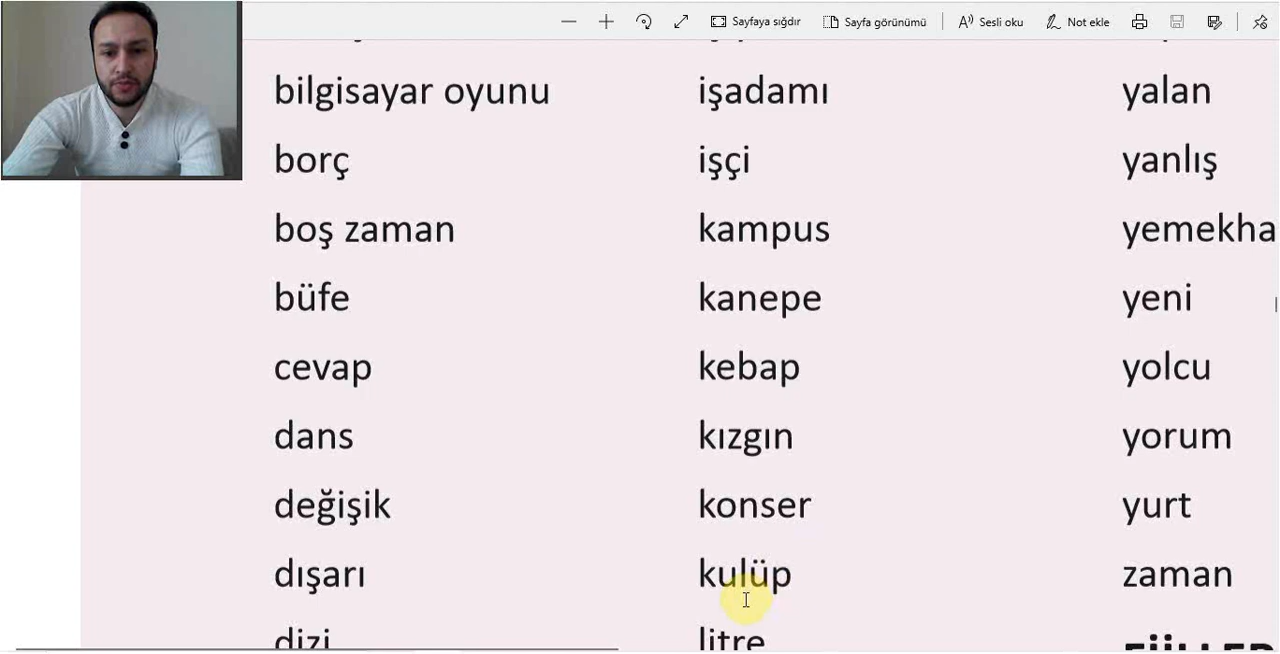 Sayfaya sığdır
Sayfa görünümü
Sesli oku
Not ekle
bilgisayar oyunu
borç
boş zaman
büfe
cevap
dans
değişik
dışarı
dizi
işadamı
işçi
kampus
kanepe
kebap
kızgın
konser
kulüp
litre
yalan
yanlış
yemekha
yeni
yolcu
yorum
yurt
zaman